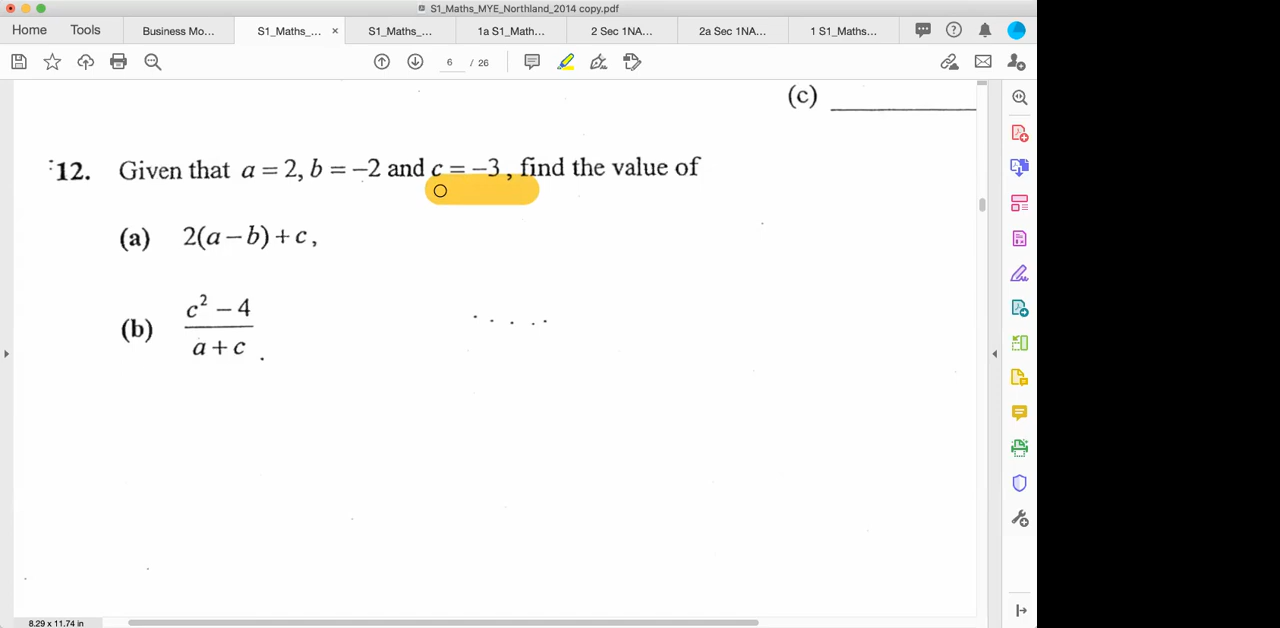 S1_Maths_MYE_Northland_2014 copy.pdf
Home Tools Business Mo... S1_Maths_... × S1_Maths_... 1a S1_Math... 2 Sec 1NA... 2a Sec 1NA... 1 S1_Maths...
6 / 26
(c)
12. Given that a = 2, b = −2 and c = −3, find the value of
(a) 2(a − b) + c,
(b) c² − 4
a + c .
8.29 x 11.74 in